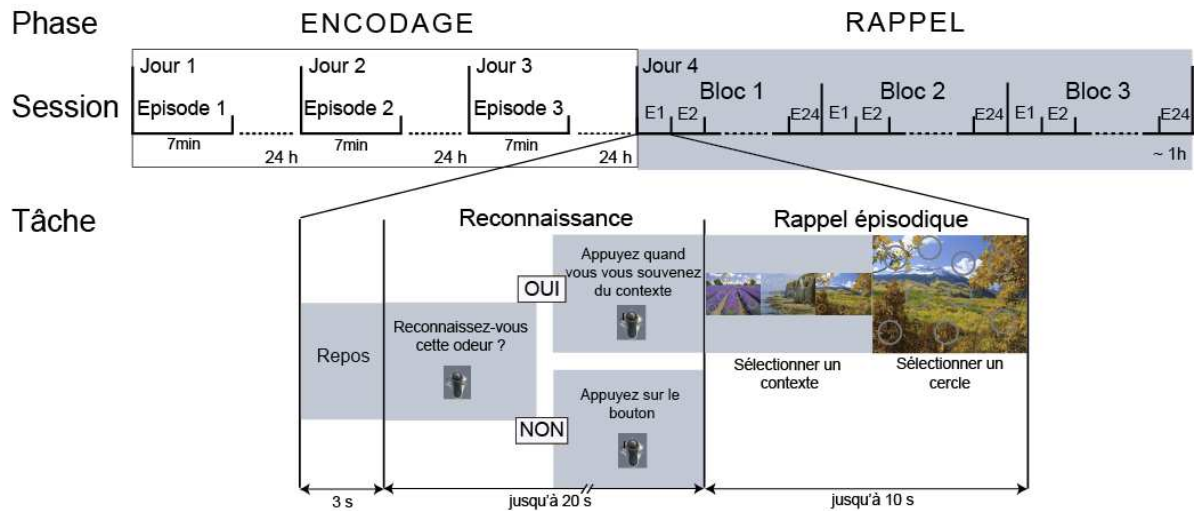 Phase
ENCODAGE
RAPPEL
Session
Jour 1
Jour 2
Jour 3
Jour 4
Episode 1
Episode 2
Episode 3
Bloc 1
Bloc 2
Bloc 3
E1
E2
E24
E1
E2
E24
E1
E2
E24
7min
24 h
7min
24 h
7min
24 h
~ 1h
Tâche
Reconnaissance
Rappel épisodique
Repos
Reconnaissez-vous
cette odeur ?
OUI
Appuyez quand
vous vous souvenez
du contexte
NON
Appuyez sur le
bouton
Sélectionner un
contexte
Sélectionner un
cercle
3 s
jusqu'à 20 s
jusqu'à 10 s